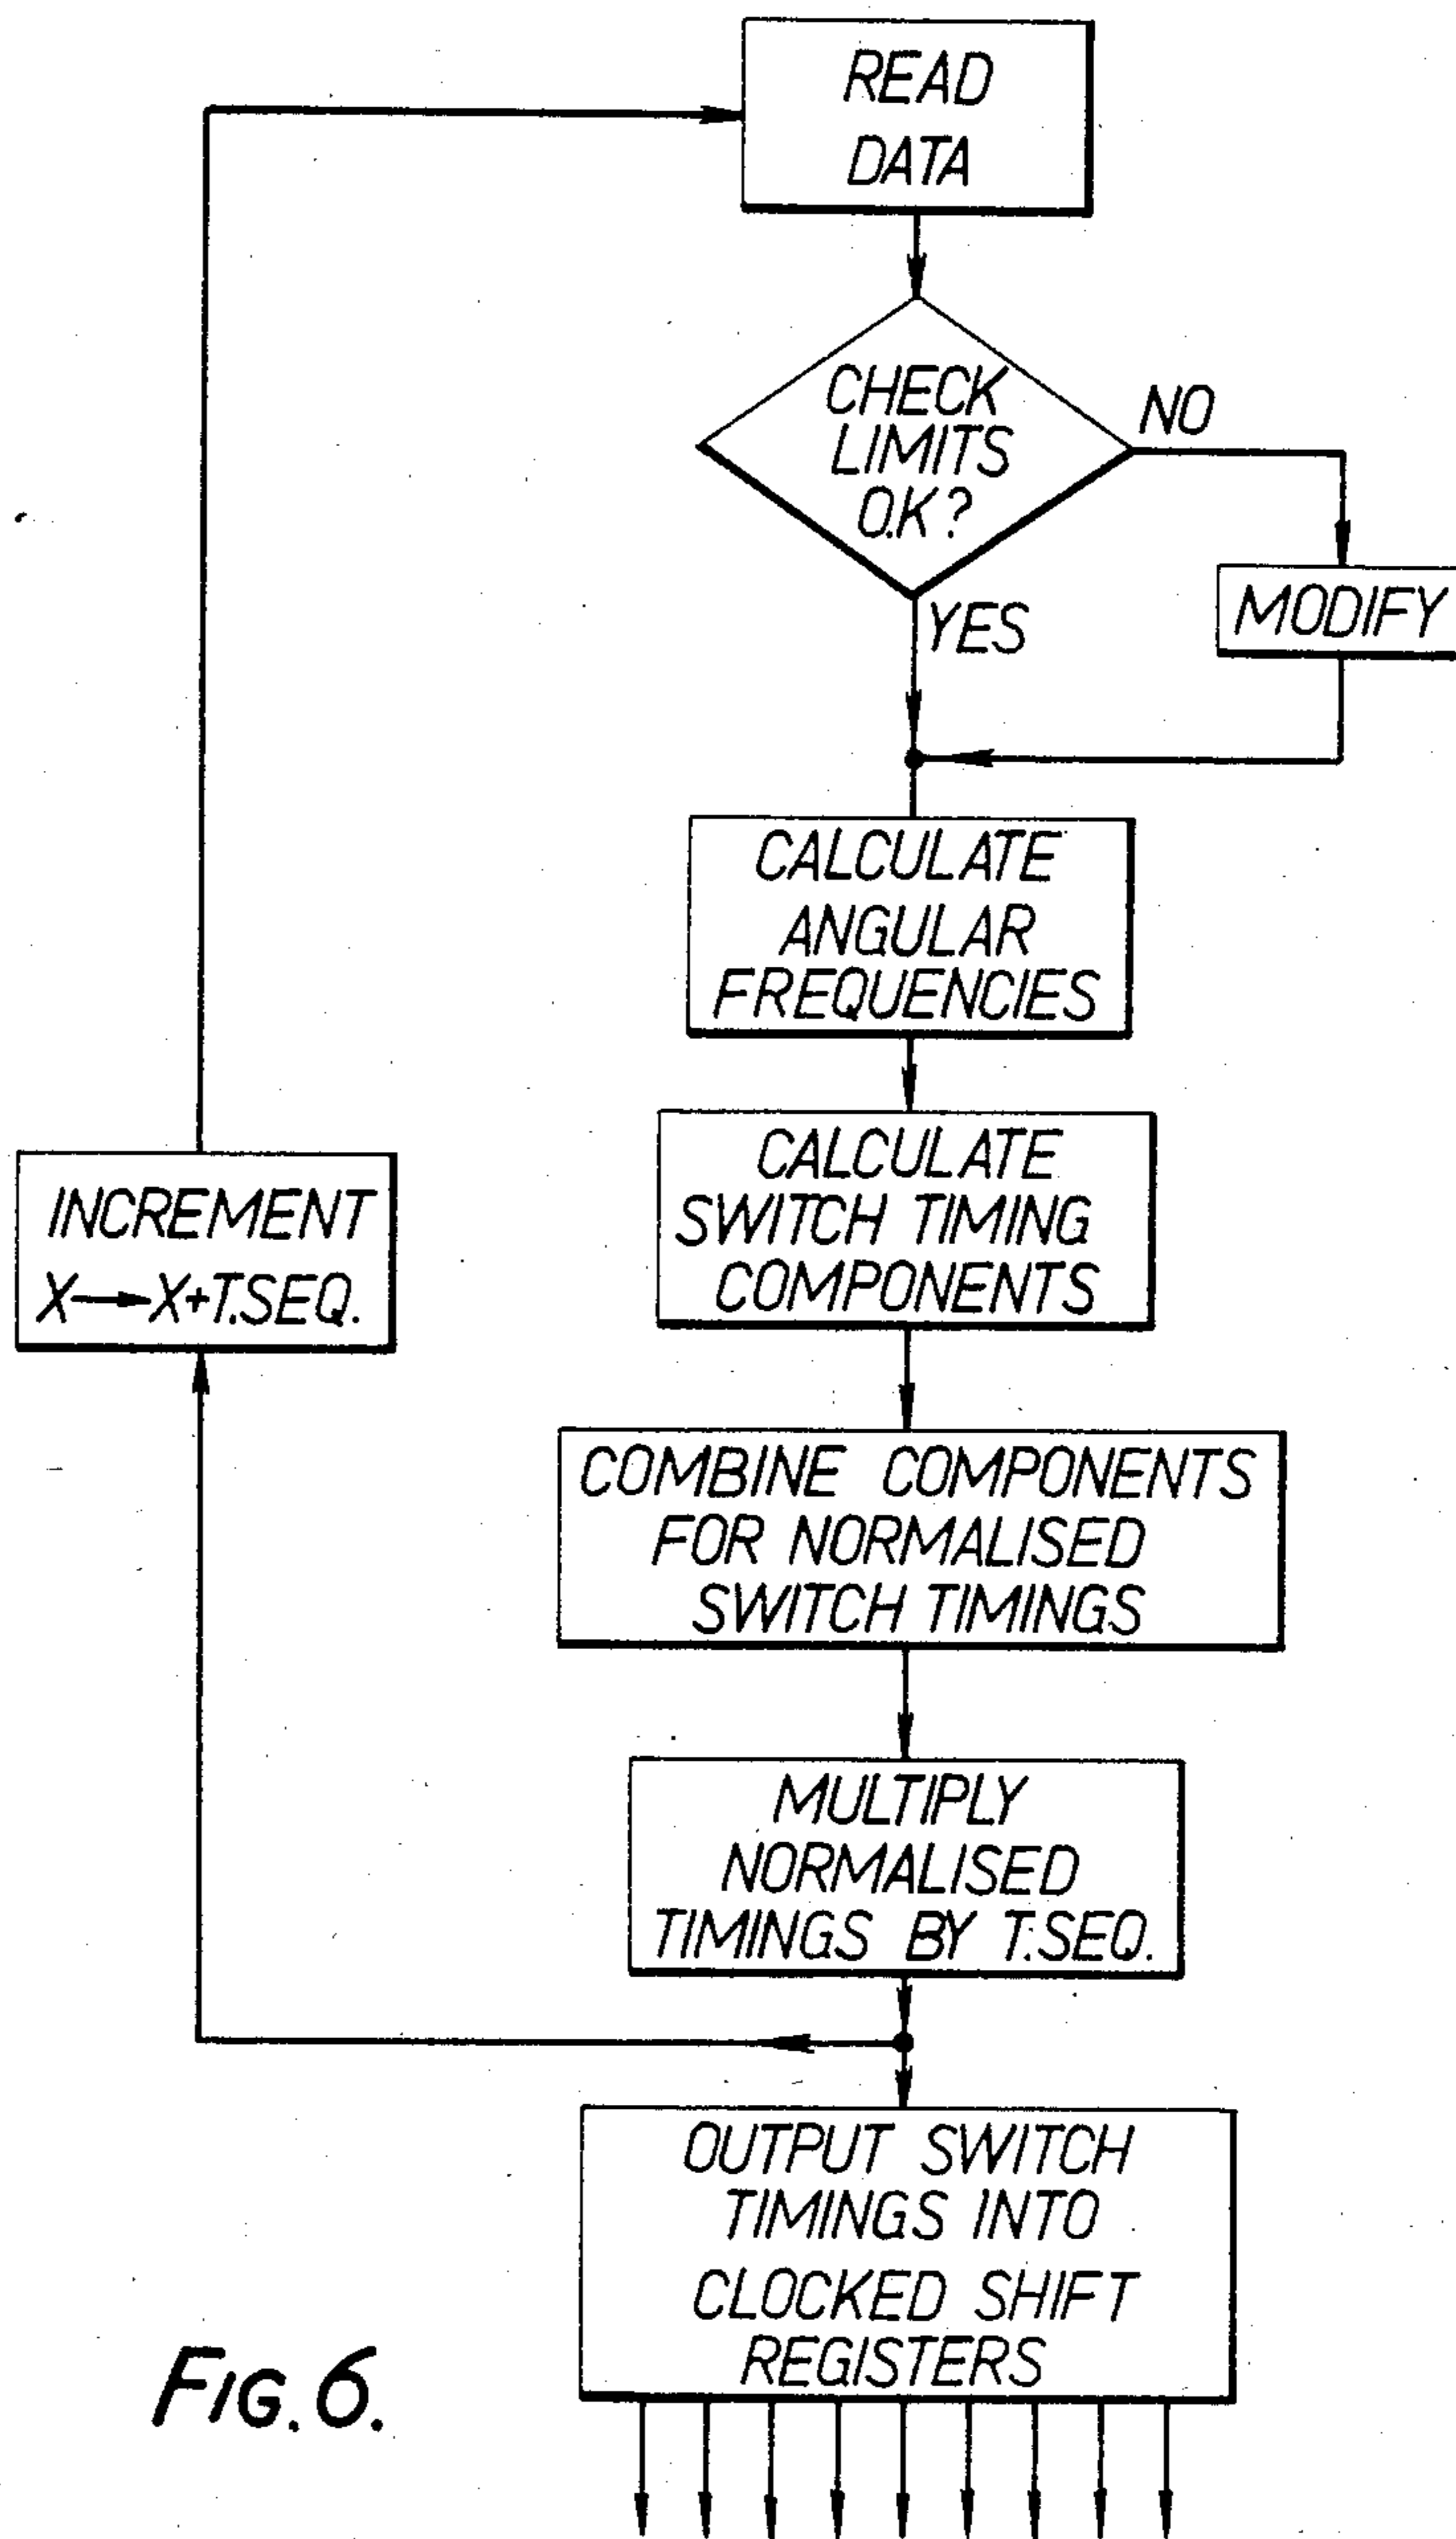 READ
DATA
CHECK
LIMITS
O.K?
NO
YES
MODIFY
CALCULATE
ANGULAR
FREQUENCIES
CALCULATE
SWITCH TIMING
COMPONENTS
INCREMENT
X→X+T.SEQ.
COMBINE COMPONENTS
FOR NORMALISED
SWITCH TIMINGS
MULTIPLY
NORMALISED
TIMINGS BY T.SEQ.
OUTPUT SWITCH
TIMINGS INTO
CLOCKED SHIFT
REGISTERS
FIG. 6.